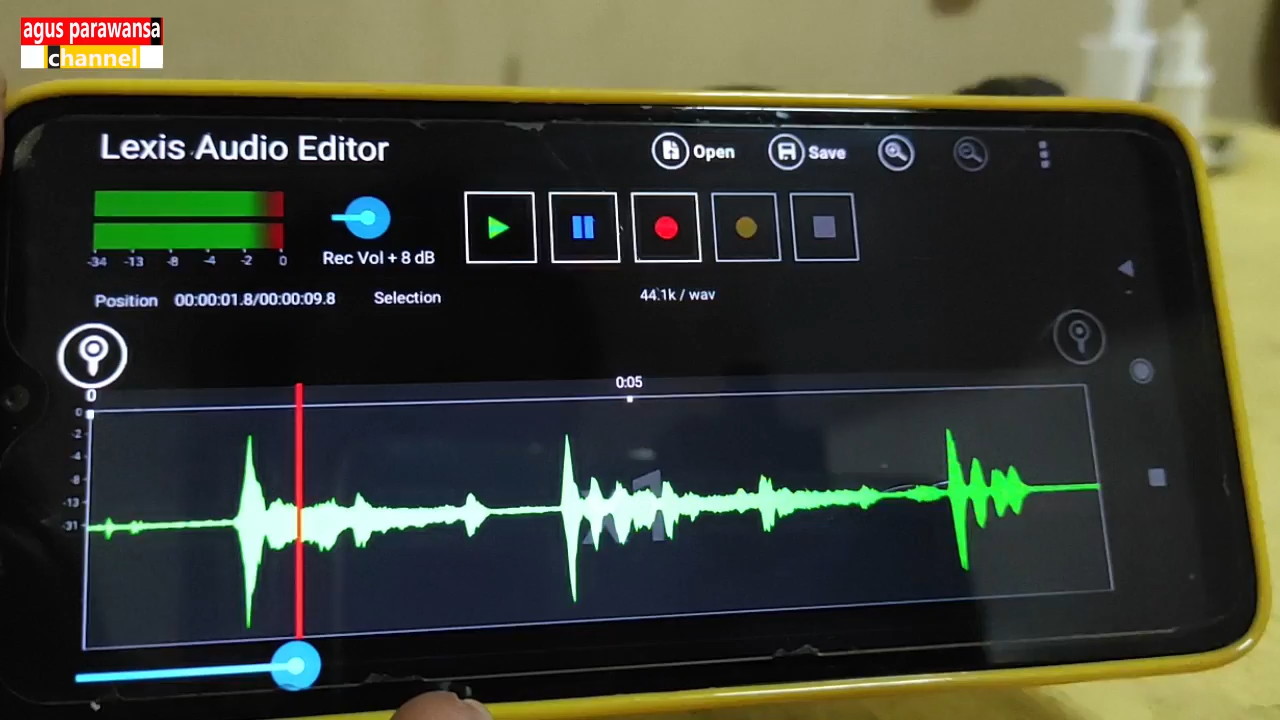 agus parawansa
channel
Lexis Audio Editor
Open
Save
-34 -13 -8 -4 -2 0
Rec Vol + 8 dB
Position 00:00:01.8/00:00:09.8 Selection
44.1k / wav
0
0:05
0
-2
-4
-8
-13
-31